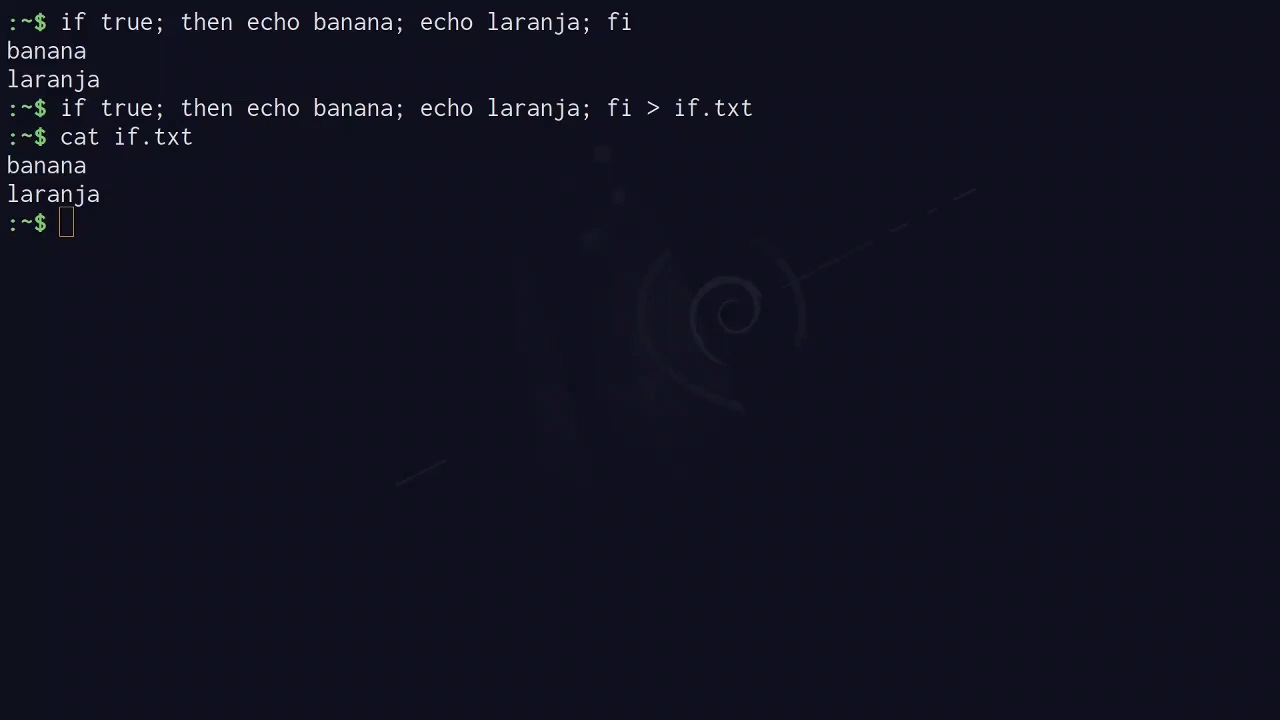 :~$ if true; then echo banana; echo laranja; fi
banana
laranja
:~$ if true; then echo banana; echo laranja; fi > if.txt
:~$ cat if.txt
banana
laranja
:~$